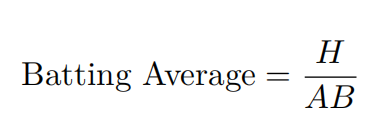 Batting Average = H / AB